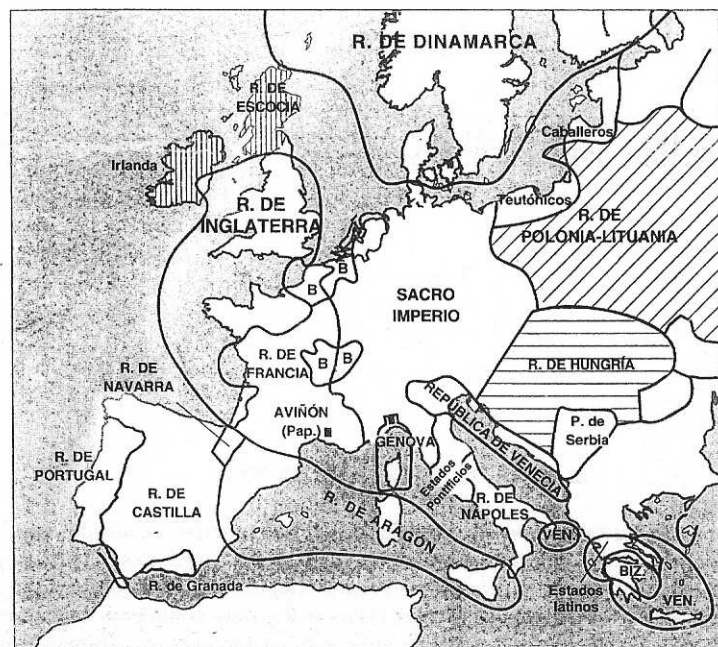 R. DE DINAMARCA
R. DE
ESCOCIA
Irlanda
Caballeros
Teutónicos
R. DE
INGLATERRA
R. DE
POLONIA-LITUANIA
B
B
SACRO
IMPERIO
R. DE
FRANCIA
B
B
R. DE HUNGRÍA
R. DE
NAVARRA
AVIÑÓN
(Pap.)
GÉNOVA
REPÚBLICA DE VENECIA
P. de
Serbia
R. DE
PORTUGAL
R. DE
CASTILLA
Estados
Pontificios
R. DE
NÁPOLES
R. DE ARAGÓN
VEN.
BIZ.
Estados
latinos
VEN.
R. de Granada